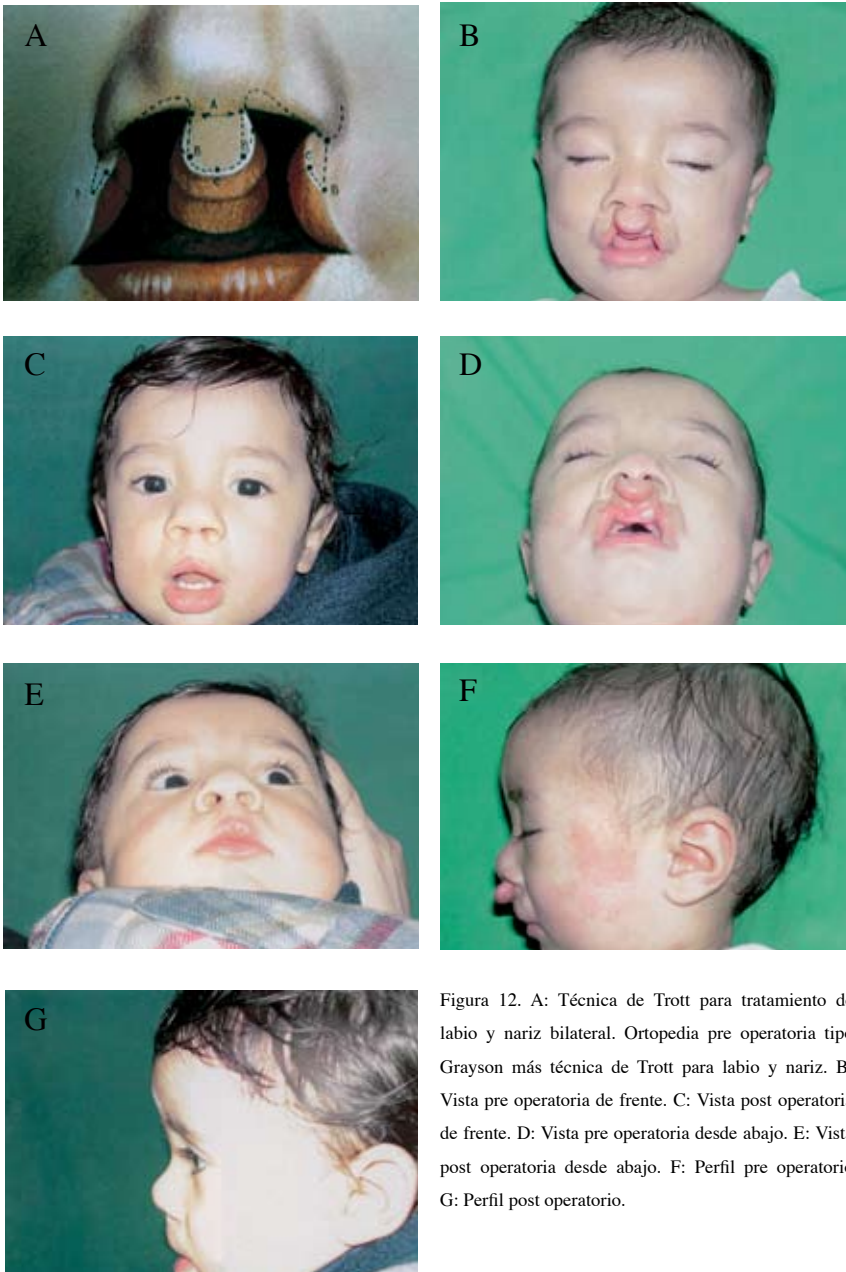 A
B
C
D
E
F
G
Figura 12. A: Técnica de Trott para tratamiento de
labio y nariz bilateral. Ortopedia pre operatoria tipo
Grayson más técnica de Trott para labio y nariz. B:
Vista pre operatoria de frente. C: Vista post operatoria
de frente. D: Vista pre operatoria desde abajo. E: Vista
post operatoria desde abajo. F: Perfil pre operatorio
G: Perfil post operatorio.